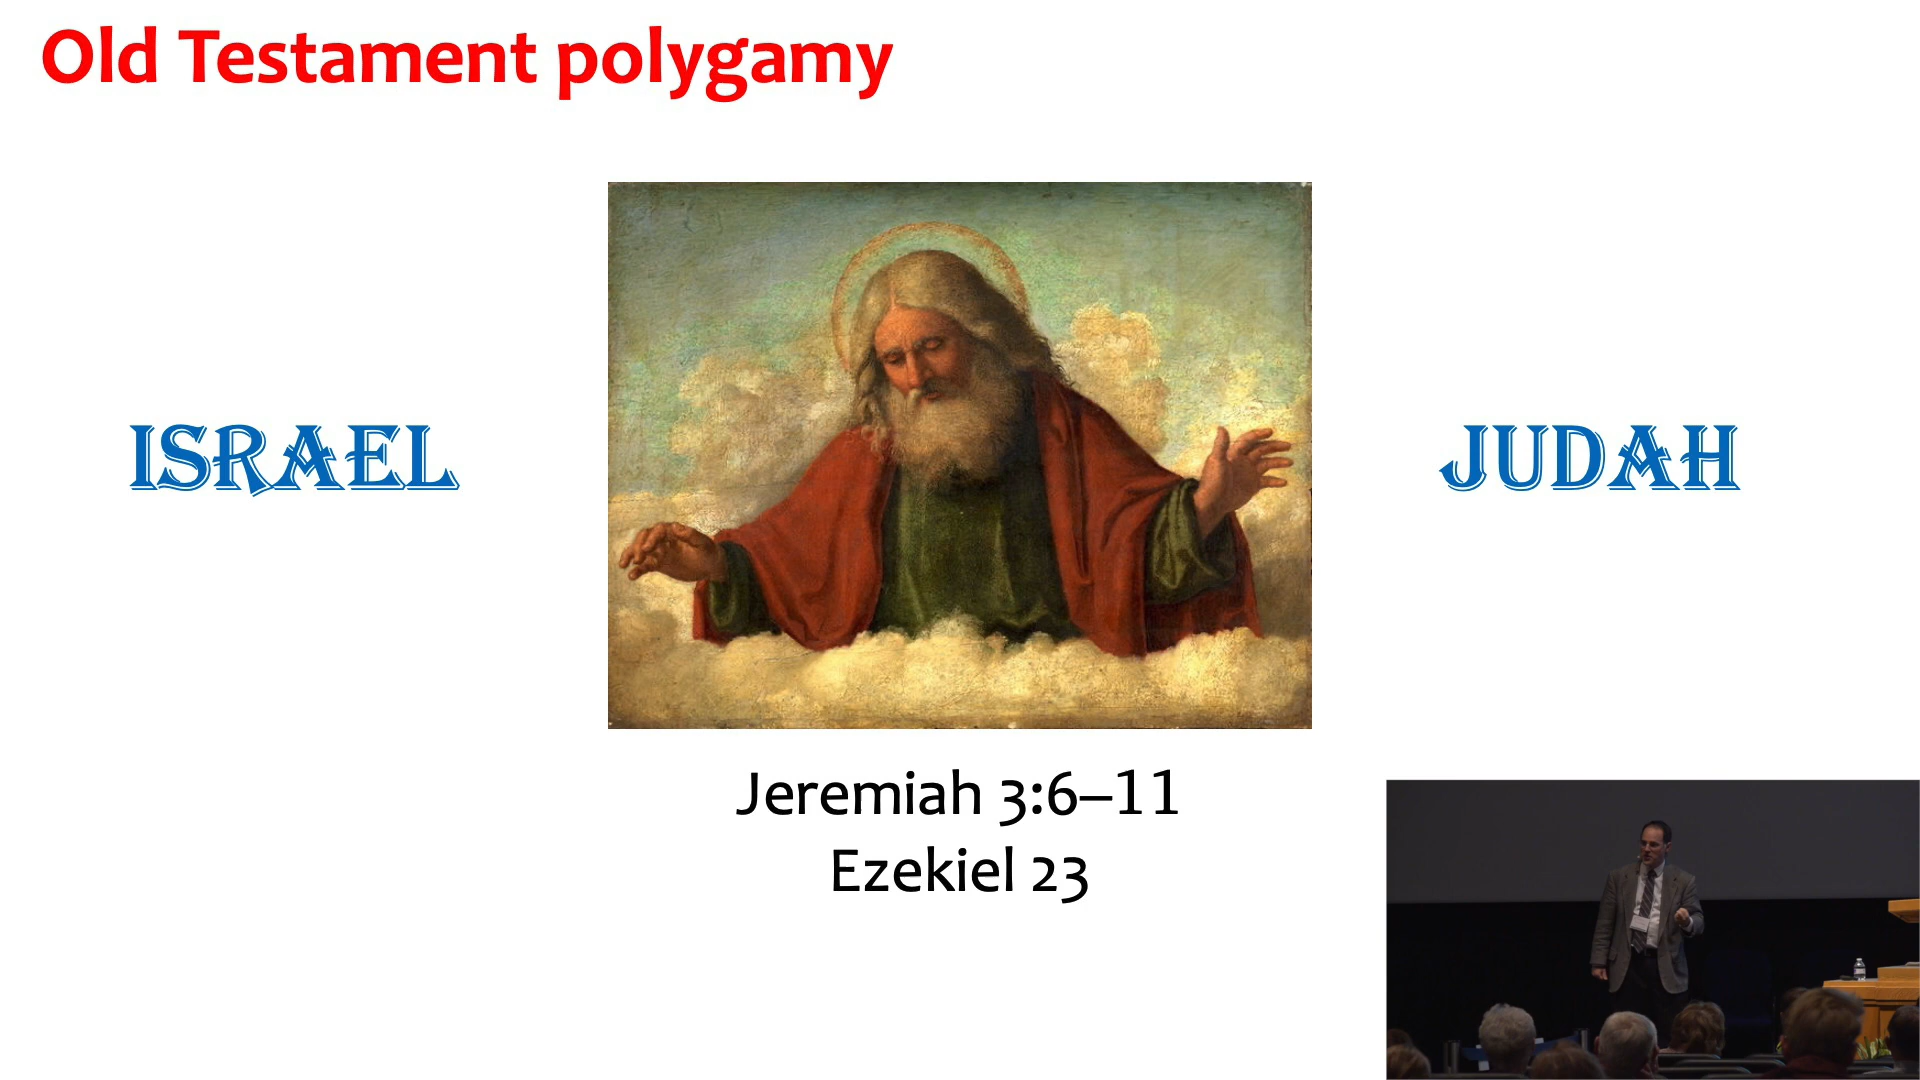 Old Testament polygamy
ISRAEL
JUDAH
Jeremiah 3:6–11
Ezekiel 23